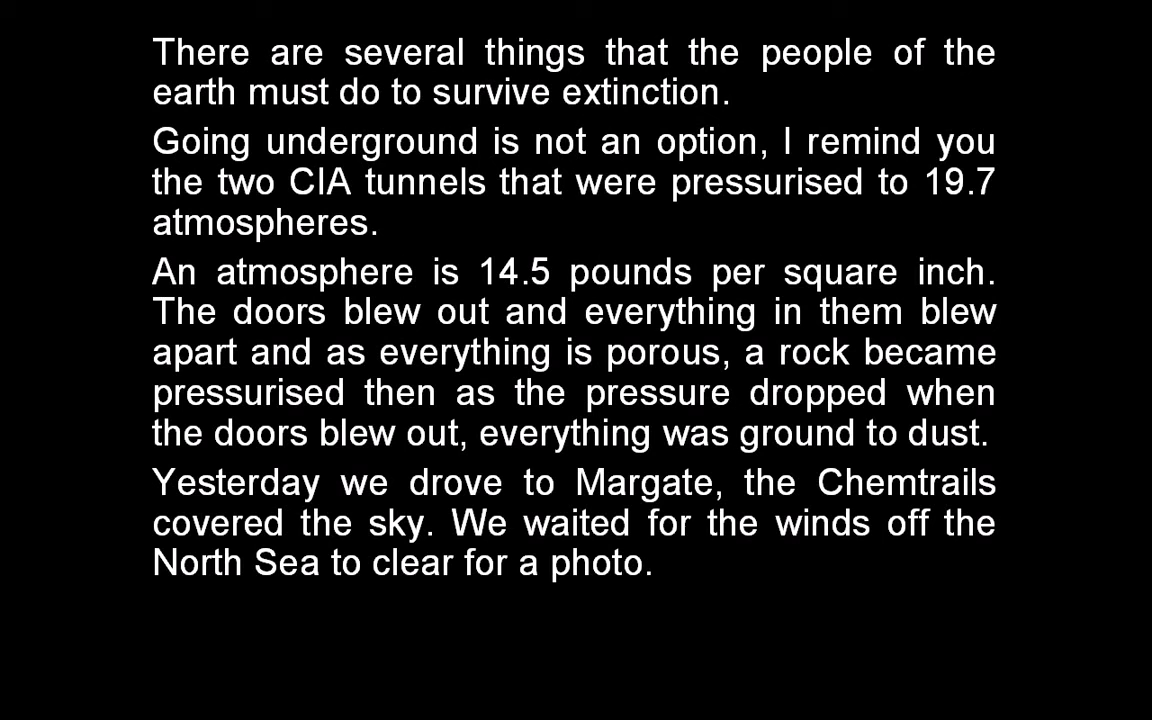 There are several things that the people of the
earth must do to survive extinction.
Going underground is not an option, I remind you
the two CIA tunnels that were pressurised to 19.7
atmospheres.
An atmosphere is 14.5 pounds per square inch.
The doors blew out and everything in them blew
apart and as everything is porous, a rock became
pressurised then as the pressure dropped when
the doors blew out, everything was ground to dust.
Yesterday we drove to Margate, the Chemtrails
covered the sky. We waited for the winds off the
North Sea to clear for a photo.